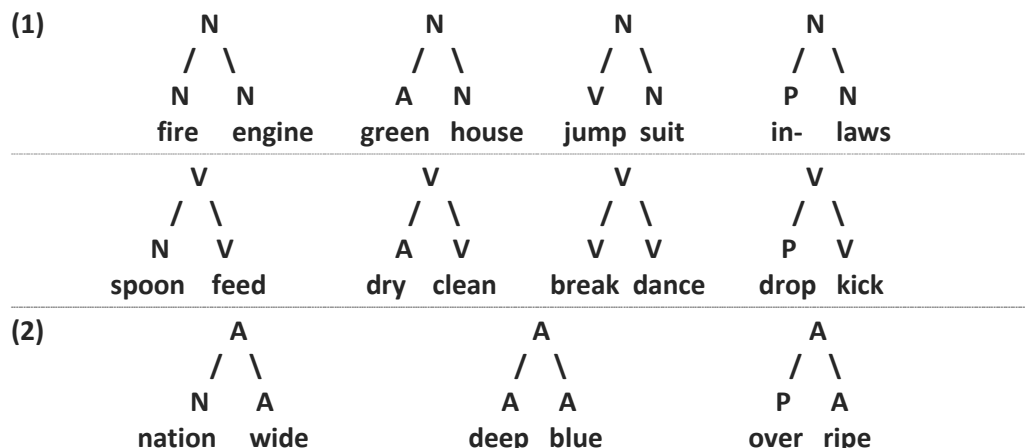 (1) N N N N
/ \ / \ / \ / \
N N A N V N P N
fire engine green house jump suit in- laws
V V V V
/ \ / \ / \ / \
N V A V V V P V
spoon feed dry clean break dance drop kick
(2) A A A
/ \ / \ / \
N A A A P A
nation wide deep blue over ripe